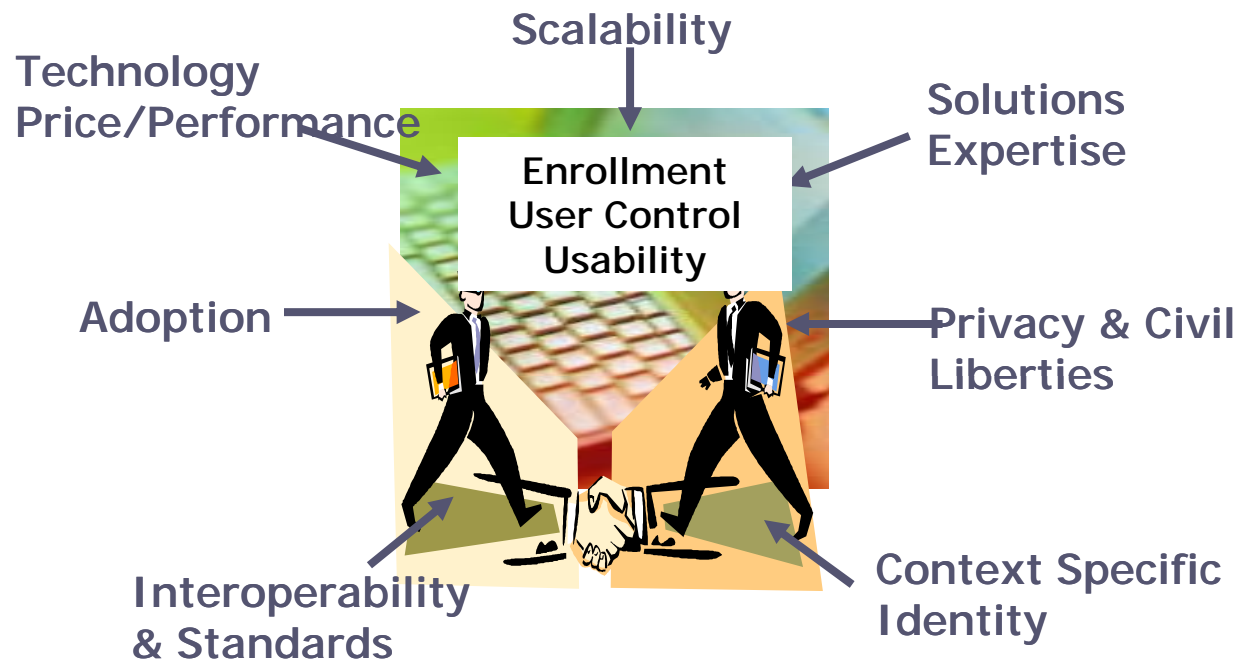 Scalability
Technology
Price/Performance
Solutions
Expertise
Enrollment
User Control
Usability
Adoption
Privacy & Civil
Liberties
Interoperability
& Standards
Context Specific
Identity